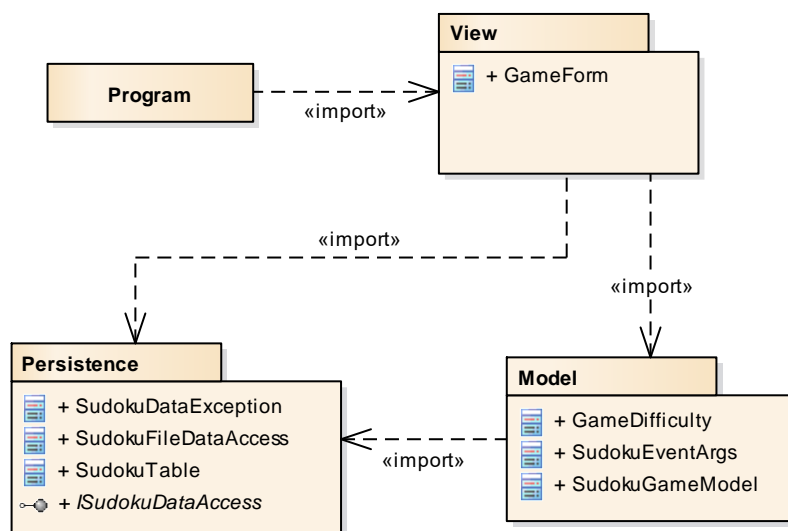 View
+ GameForm
Program
«import»
«import»
«import»
Persistence
+ SudokuDataException
+ SudokuFileDataAccess
+ SudokuTable
+ ISudokuDataAccess
«import»
Model
+ GameDifficulty
+ SudokuEventArgs
+ SudokuGameModel